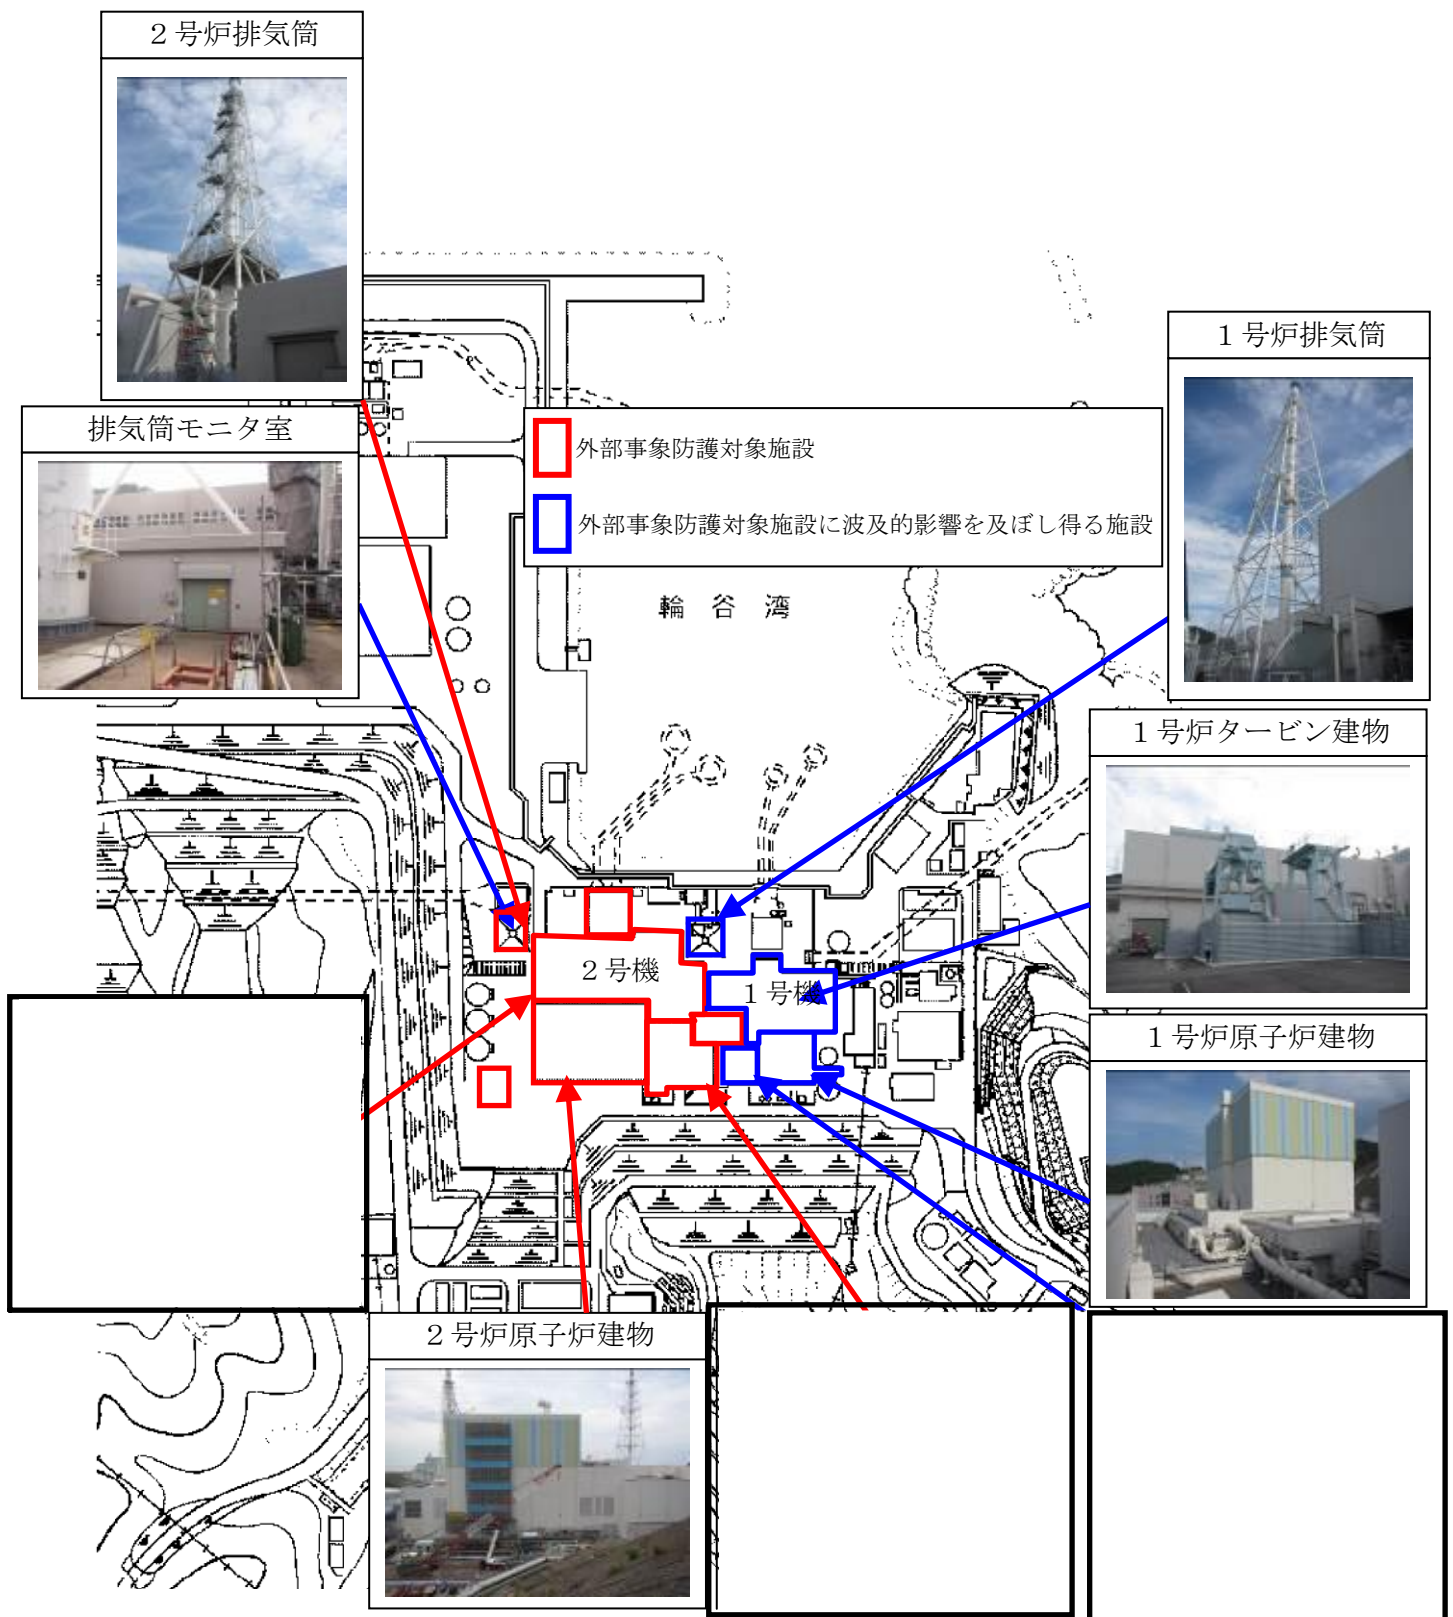 ２号炉排気筒
１号炉排気筒
排気筒モニタ室
外部事象防護対象施設
外部事象防護対象施設に波及的影響を及ぼし得る施設
輪谷湾
１号炉タービン建物
２号機
１号機
１号炉原子炉建物
２号炉原子炉建物